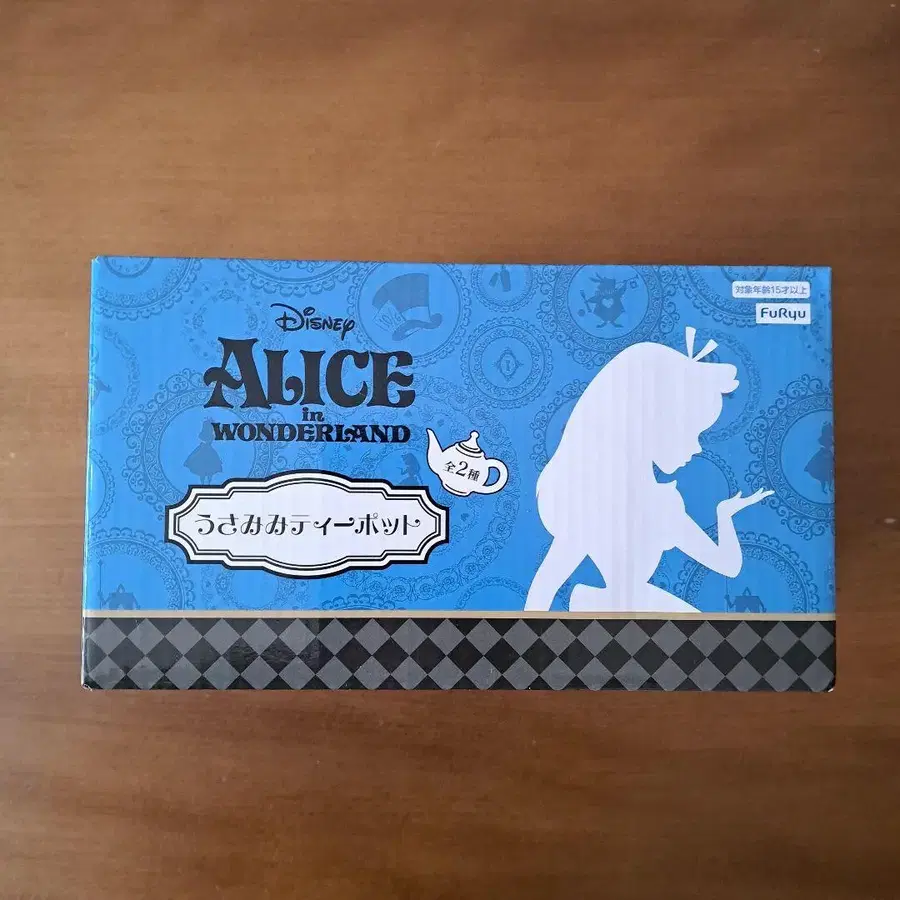 対象年齢15才以上
FuRyu
Disney
ALICE
in
WONDERLAND
全2種
うさみみティーポット